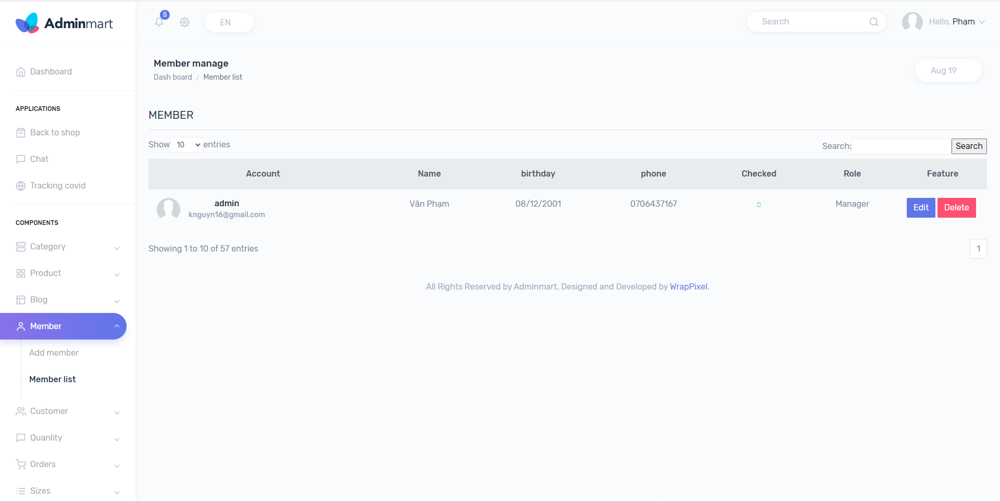 Adminmart
5
EN
Search
Hello, Phạm
Dashboard
APPLICATIONS
Back to shop
Chat
Tracking covid
COMPONENTS
Category
Product
Blog
Member
Add member
Member list
Customer
Quanlity
Orders
Sizes
Member manage
Dash board / Member list
Aug 19
MEMBER
Show 10 entries
Search: Search
Account Name birthday phone Checked Role Feature
admin
knguyn16@gmail.com
Văn Phạm 08/12/2001 0706437167 Manager Edit Delete
Showing 1 to 10 of 57 entries
1
All Rights Reserved by Adminmart. Designed and Developed by WrapPixel.